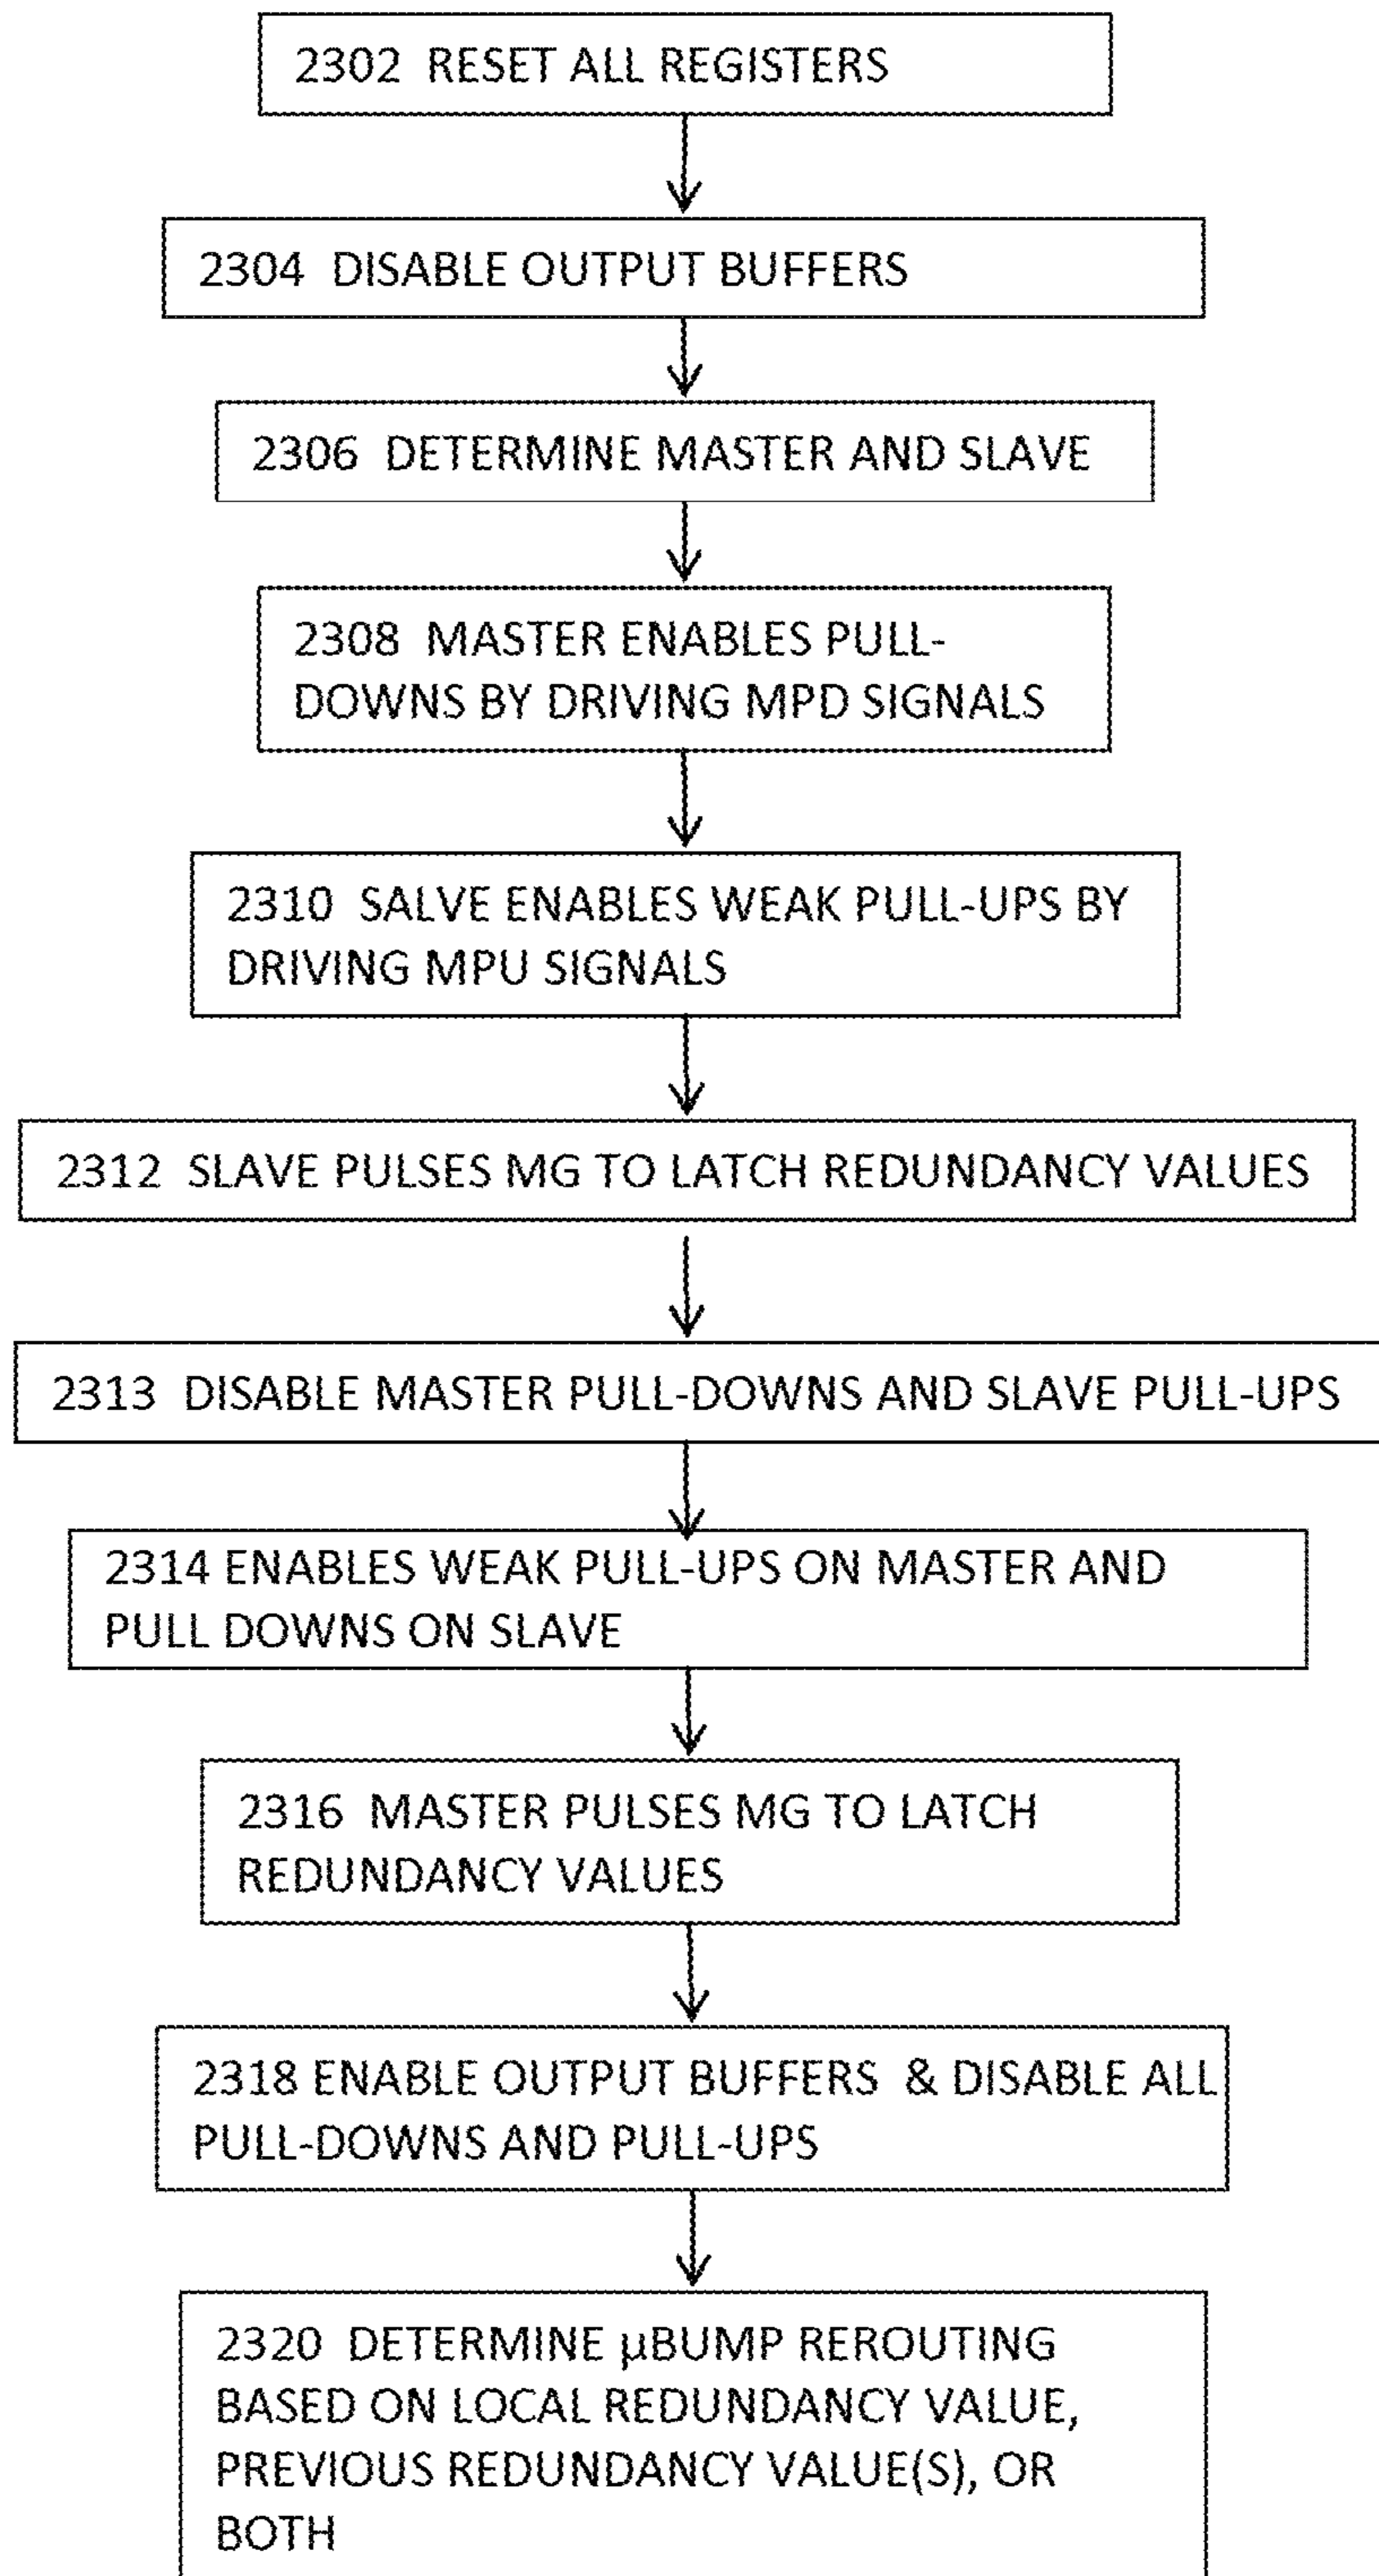 2302 RESET ALL REGISTERS
2304 DISABLE OUTPUT BUFFERS
2306 DETERMINE MASTER AND SLAVE
2308 MASTER ENABLES PULL-
DOWNS BY DRIVING MPD SIGNALS
2310 SALVE ENABLES WEAK PULL-UPS BY
DRIVING MPU SIGNALS
2312 SLAVE PULSES MG TO LATCH REDUNDANCY VALUES
2313 DISABLE MASTER PULL-DOWNS AND SLAVE PULL-UPS
2314 ENABLES WEAK PULL-UPS ON MASTER AND
PULL DOWNS ON SLAVE
2316 MASTER PULSES MG TO LATCH
REDUNDANCY VALUES
2318 ENABLE OUTPUT BUFFERS & DISABLE ALL
PULL-DOWNS AND PULL-UPS
2320 DETERMINE µBUMP REROUTING
BASED ON LOCAL REDUNDANCY VALUE,
PREVIOUS REDUNDANCY VALUE(S), OR
BOTH